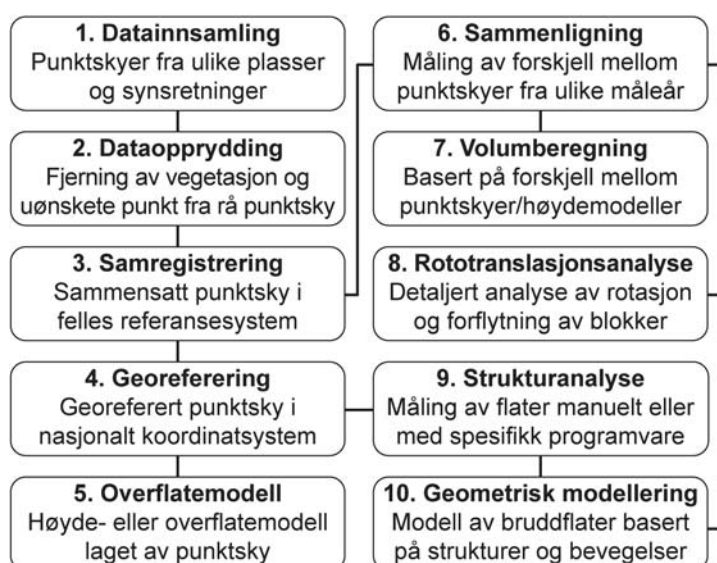 1. Datainnsamling
Punktskyer fra ulike plasser
og synsretninger
2. Dataopprydding
Fjerning av vegetasjon og
uønskete punkt fra rå punktsky
3. Samregistrering
Sammensatt punktsky i
felles referansesystem
4. Georeferering
Georeferert punktsky i
nasjonalt koordinatsystem
5. Overflatemodell
Høyde- eller overflatemodell
laget av punktsky
6. Sammenligning
Måling av forskjell mellom
punktskyer fra ulike måleår
7. Volumberegning
Basert på forskjell mellom
punktskyer/høydemodeller
8. Rototranslasjonsanalyse
Detaljert analyse av rotasjon
og forflytning av blokker
9. Strukturanalyse
Måling av flater manuelt eller
med spesifikk programvare
10. Geometrisk modellering
Modell av bruddflater basert
på strukturer og bevegelser